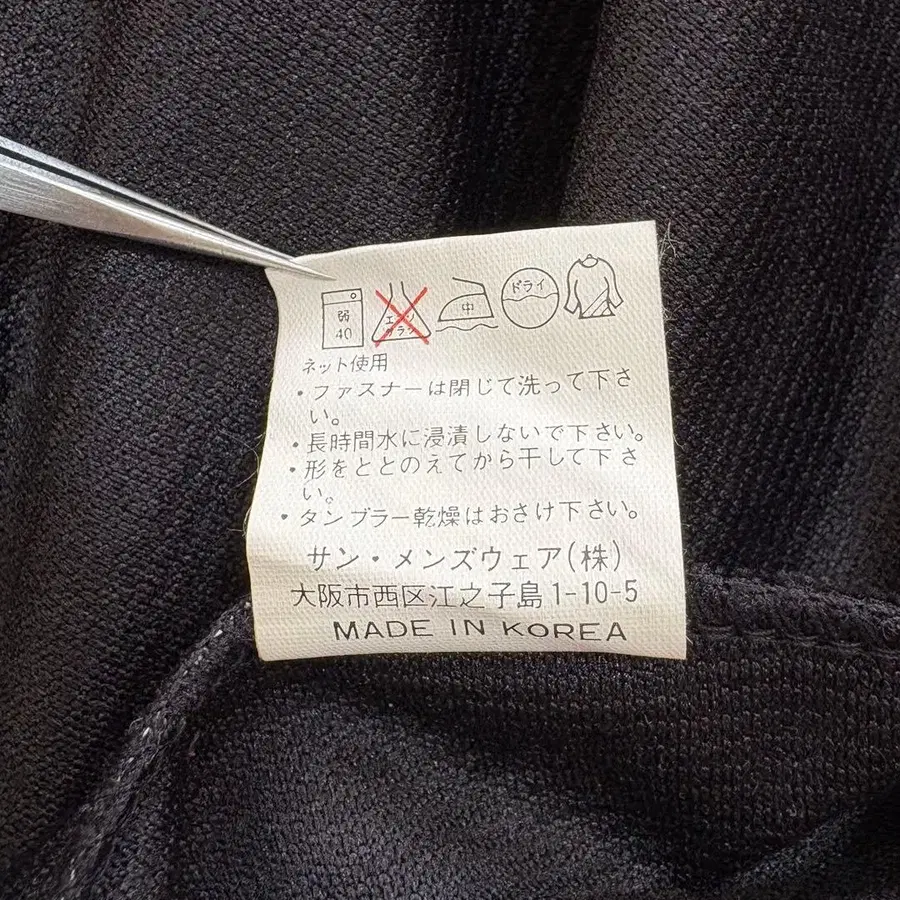 弱 40
エンソ サラシ
中
ドライ
ネット使用
・ファスナーは閉じて洗って下さ
い。
・長時間水に浸漬しないで下さい。
・形をととのえてから干して下さ
い。
・タンブラー乾燥はおさけ下さい。
サン・メンズウェア(株)
大阪市西区江之子島1-10-5
MADE IN KOREA